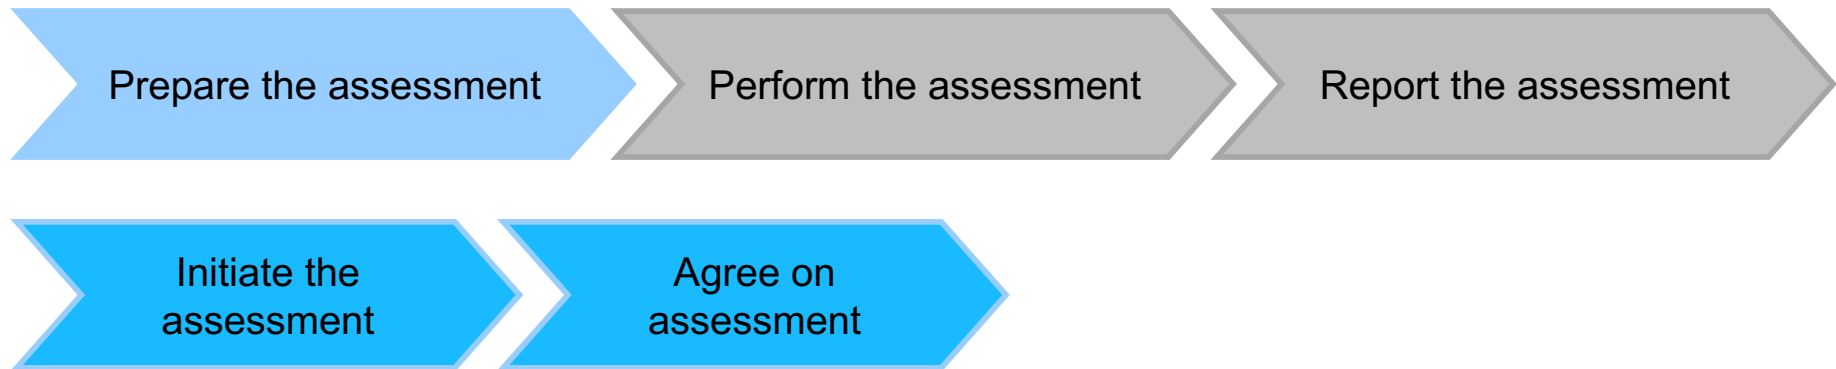 Prepare the assessment
Perform the assessment
Report the assessment
Initiate the
assessment
Agree on
assessment